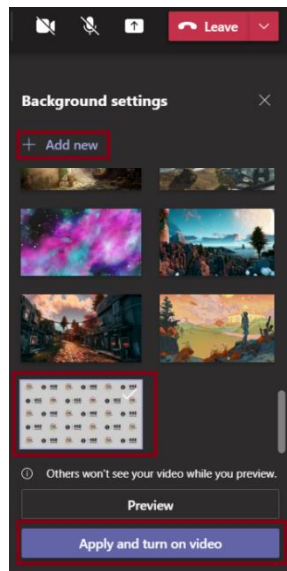 Leave
Background settings
Add new
Others won't see your video while you preview.
Preview
Apply and turn on video